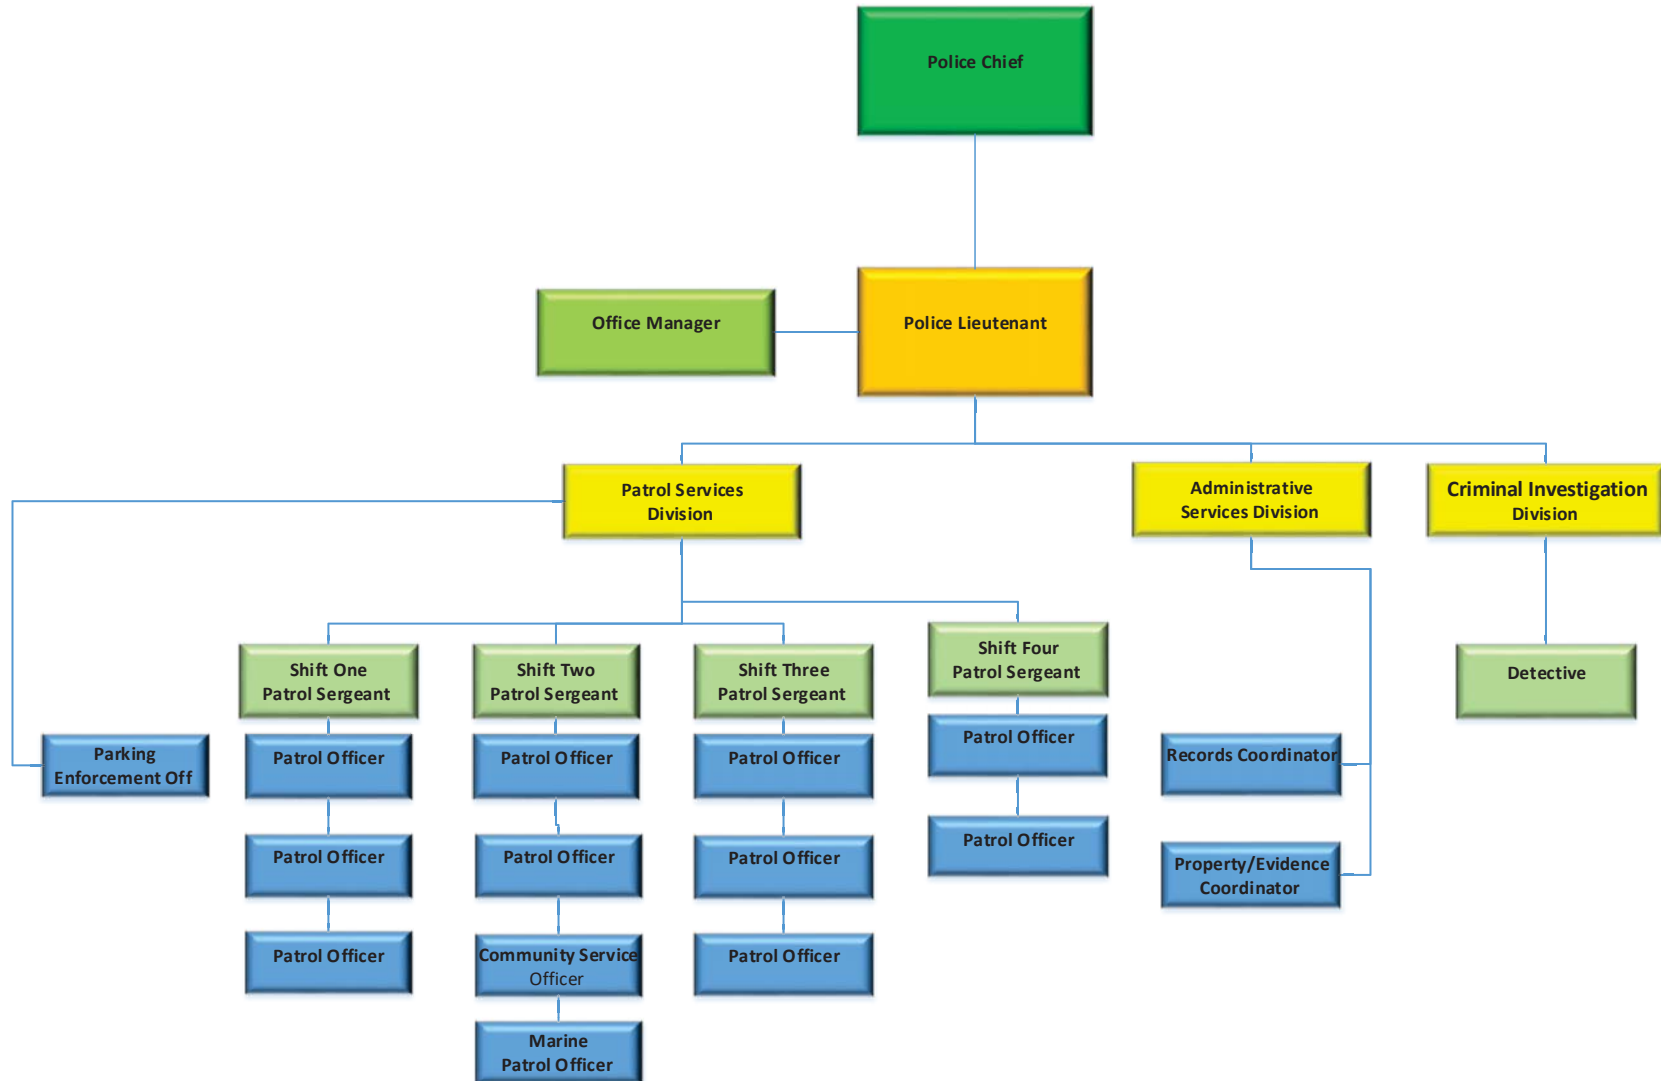 Police Chief
Office Manager
Police Lieutenant
Patrol Services
Division
Administrative
Services Division
Criminal Investigation
Division
Shift One
Patrol Sergeant
Shift Two
Patrol Sergeant
Shift Three
Patrol Sergeant
Shift Four
Patrol Sergeant
Detective
Parking
Enforcement Off
Patrol Officer
Patrol Officer
Patrol Officer
Patrol Officer
Records Coordinator
Patrol Officer
Patrol Officer
Patrol Officer
Patrol Officer
Property/Evidence
Coordinator
Patrol Officer
Community Service
Officer
Patrol Officer
Marine
Patrol Officer